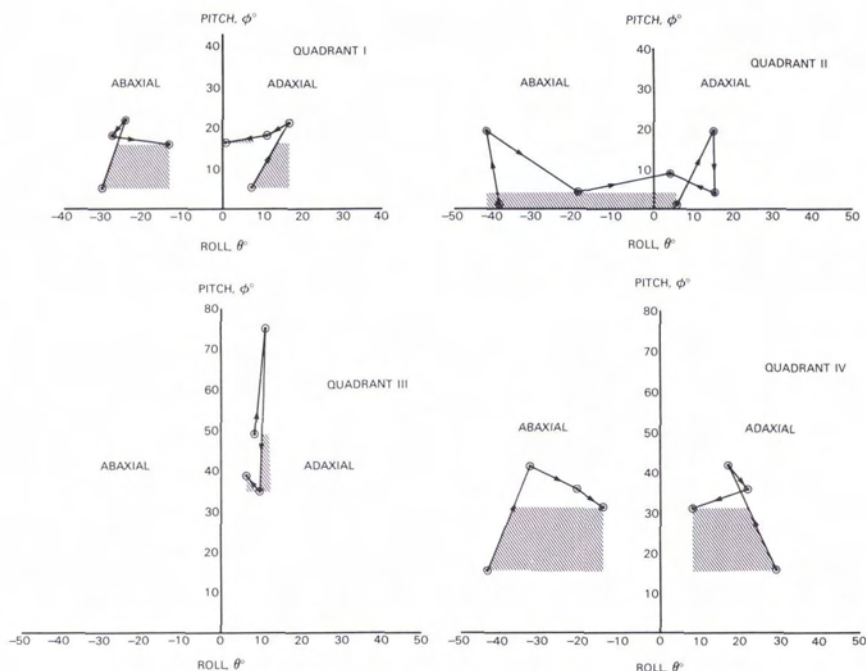 PITCH, ϕ°
40
QUADRANT I
ABAXIAL
ADAXIAL
30
20
10
−40 −30 −20 −10 0 10 20 30 40
ROLL, θ°
PITCH, ϕ°
40
QUADRANT II
ABAXIAL
ADAXIAL
30
20
10
−50 −40 −30 −20 −10 0 10 20 30 40 50
ROLL, θ°
PITCH, ϕ°
80
70
60
QUADRANT III
50
40
ABAXIAL
ADAXIAL
30
20
10
−50 −40 −30 −20 −10 0 10 20 30 40 50
ROLL, θ°
PITCH, ϕ°
80
70
QUADRANT IV
60
50
ABAXIAL
ADAXIAL
40
30
20
10
−50 −40 −30 −20 −10 0 10 20 30 40 50
ROLL, θ°